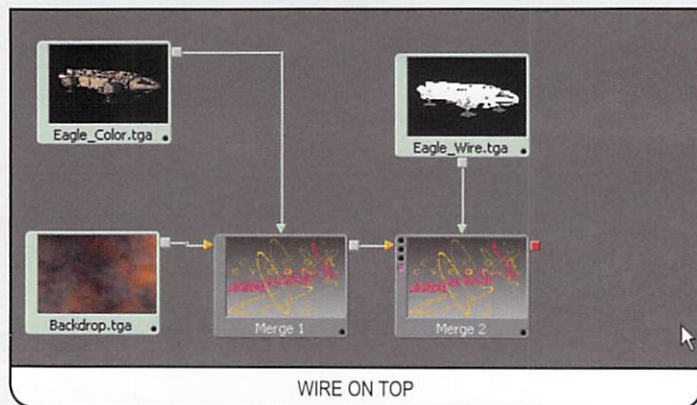 Eagle_Color.tga
Eagle_Wire.tga
Backdrop.tga
Merge 1
Merge 2
WIRE ON TOP